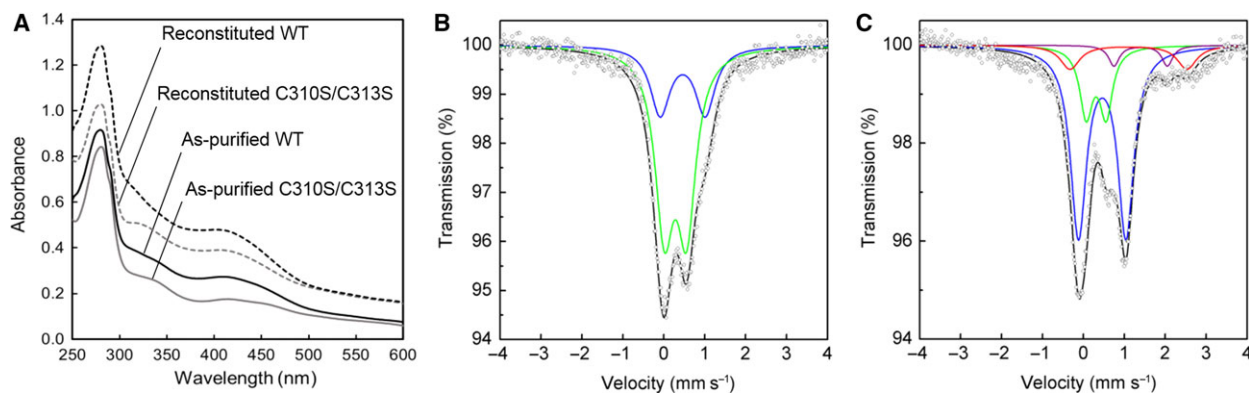 A
1.4
1.2
1.0
0.8
0.6
0.4
0.2
0.0
Absorbance
Reconstituted WT
Reconstituted C310S/C313S
As-purified WT
As-purified C310S/C313S
250 300 350 400 450 500 550 600
Wavelength (nm)
B
100
99
98
97
96
95
94
Transmission (%)
−4 −3 −2 −1 0 1 2 3 4
Velocity (mm s⁻¹)
C
100
98
96
94
Transmission (%)
−4 −3 −2 −1 0 1 2 3 4
Velocity (mm s⁻¹)